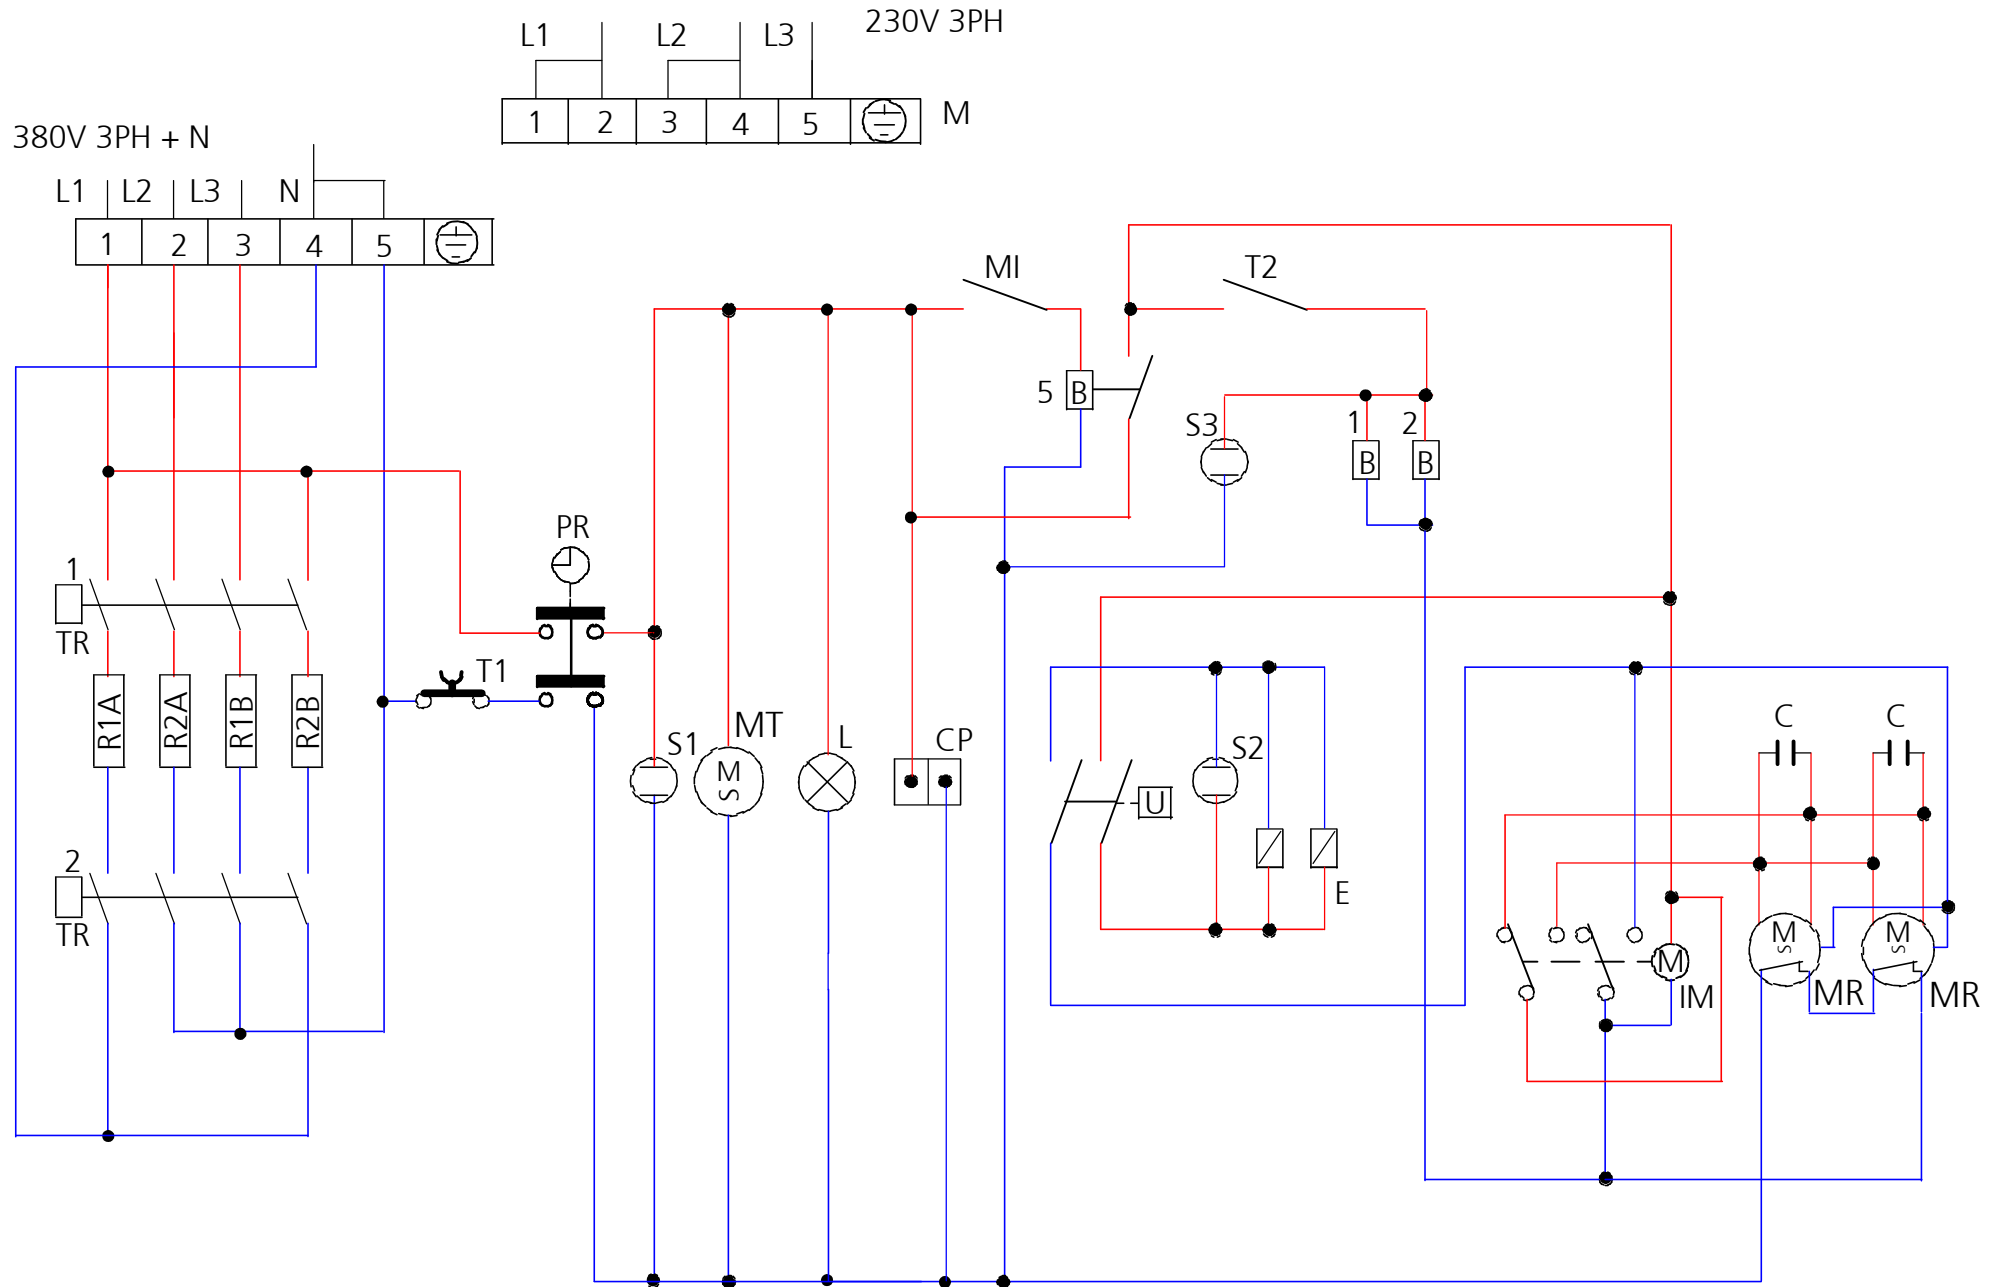 230V 3PH
L1 L2 L3
1 2 3 4 5 M
380V 3PH + N
L1 L2 L3 N
1 2 3 4 5
MI T2
5 B
S3 1 2
B B
PR
1
TR
T1
R1A R2A R1B R2B
S1 MT L CP
M
S
S2
U
C C
2
TR
E
M
S
M
S
M
IM
MR MR